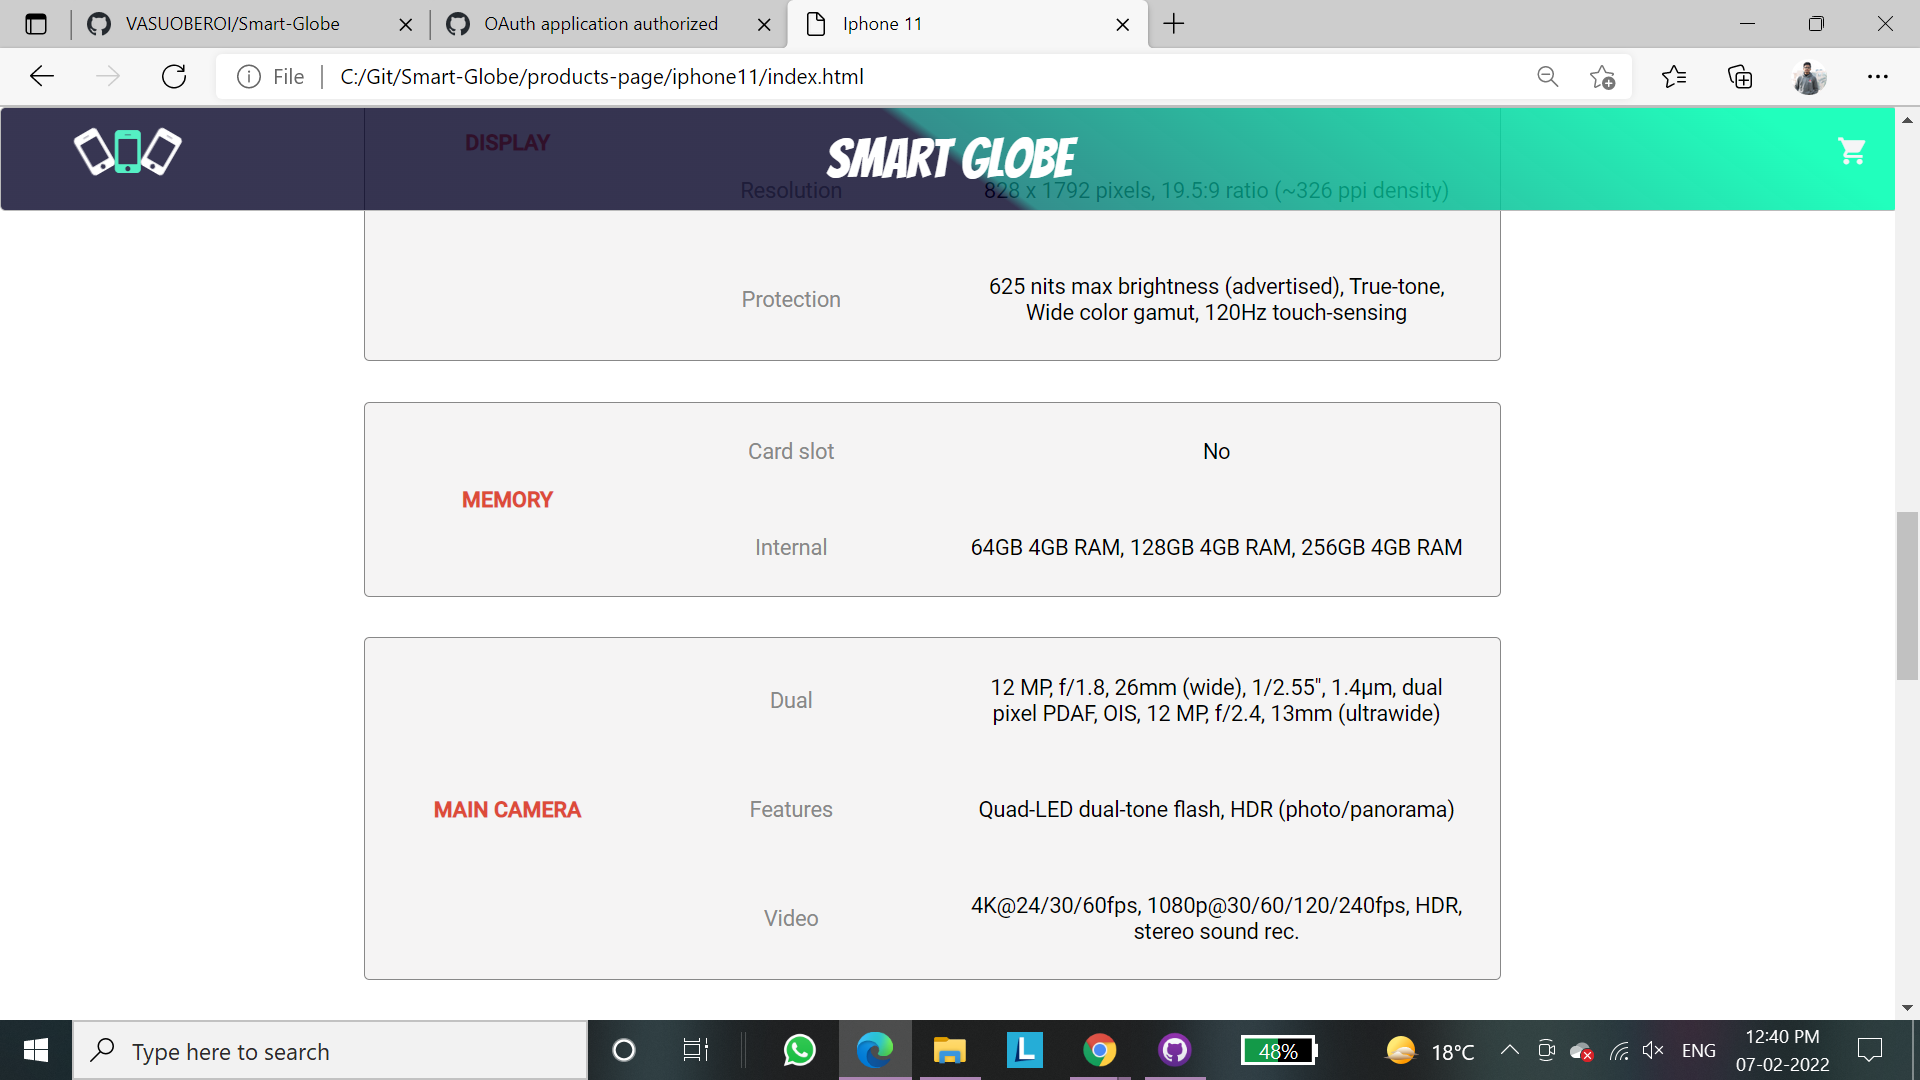 VASUOBEROI/Smart-Globe
OAuth application authorized
Iphone 11
File
C:/Git/Smart-Globe/products-page/iphone11/index.html
SMART GLOBE
DISPLAY
Resolution
828 x 1792 pixels, 19.5:9 ratio (~326 ppi density)
Protection
625 nits max brightness (advertised), True-tone,
Wide color gamut, 120Hz touch-sensing
MEMORY
Card slot
No
Internal
64GB 4GB RAM, 128GB 4GB RAM, 256GB 4GB RAM
MAIN CAMERA
Dual
12 MP, f/1.8, 26mm (wide), 1/2.55", 1.4µm, dual
pixel PDAF, OIS, 12 MP, f/2.4, 13mm (ultrawide)
Features
Quad-LED dual-tone flash, HDR (photo/panorama)
Video
4K@24/30/60fps, 1080p@30/60/120/240fps, HDR,
stereo sound rec.
Type here to search
L
48%
18°C
ENG
12:40 PM
07-02-2022